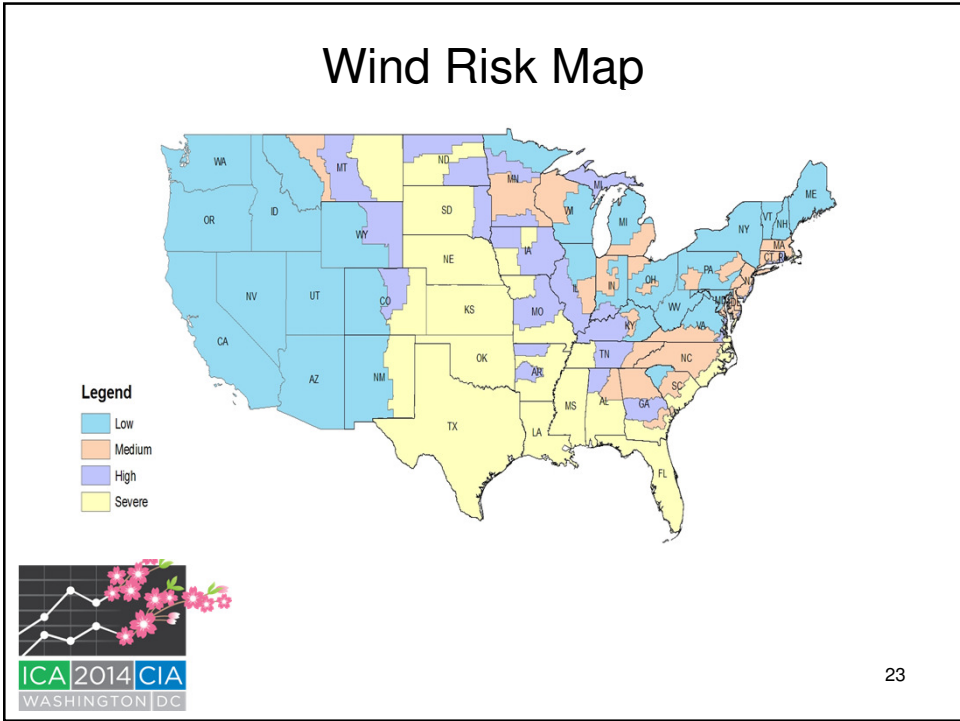 Wind Risk Map
WA
MT
ND
MN
ME
OR
ID
SD
WI
MI
MI
NY
VT
NH
WY
MA
CT
NE
IA
PA
NV
UT
CO
IL
IN
OH
NJ
CA
KS
MO
WV
VA
KY
AZ
NM
OK
AR
TN
NC
SC
TX
LA
MS
AL
GA
FL
Legend
Low
Medium
High
Severe
ICA 2014 CIA
WASHINGTON DC
23